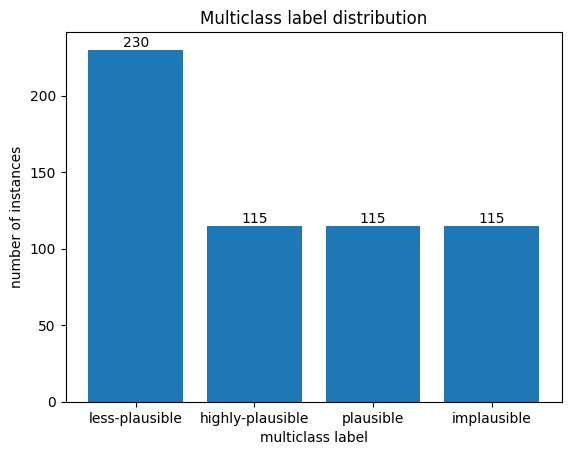 Multiclass label distribution
230
115
115
115
200
150
100
50
0
number of instances
less-plausible highly-plausible plausible implausible
multiclass label